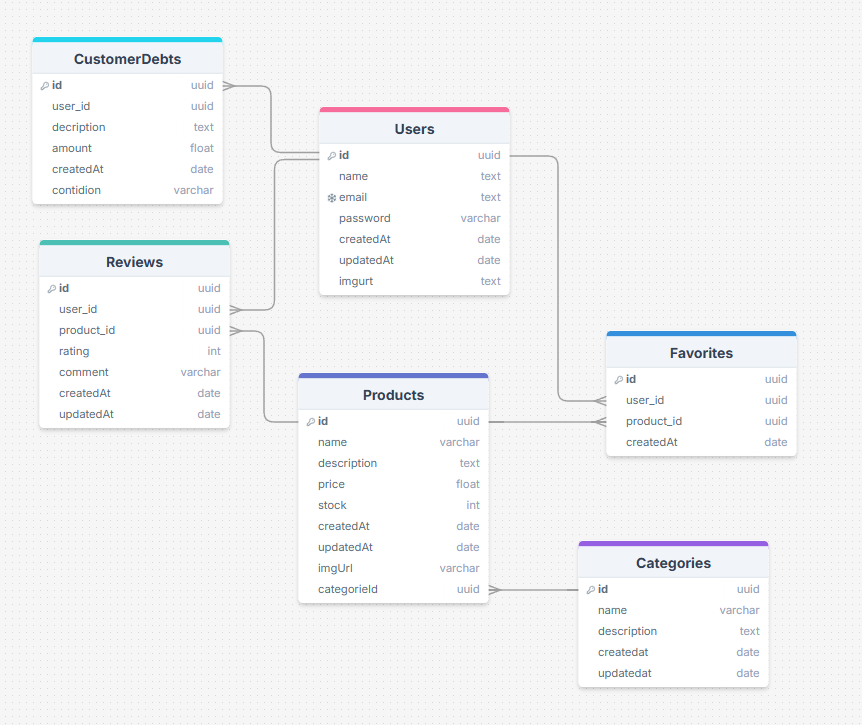 CustomerDebts
id uuid
user_id uuid
decription text
amount float
createdAt date
contidion varchar
Users
id uuid
name text
email text
password varchar
createdAt date
updatedAt date
imgurt text
Reviews
id uuid
user_id uuid
product_id uuid
rating int
comment varchar
createdAt date
updatedAt date
Products
id uuid
name varchar
description text
price float
stock int
createdAt date
updatedAt date
imgUrl varchar
categorieId uuid
Favorites
id uuid
user_id uuid
product_id uuid
createdAt date
Categories
id uuid
name varchar
description text
createdat date
updatedat date